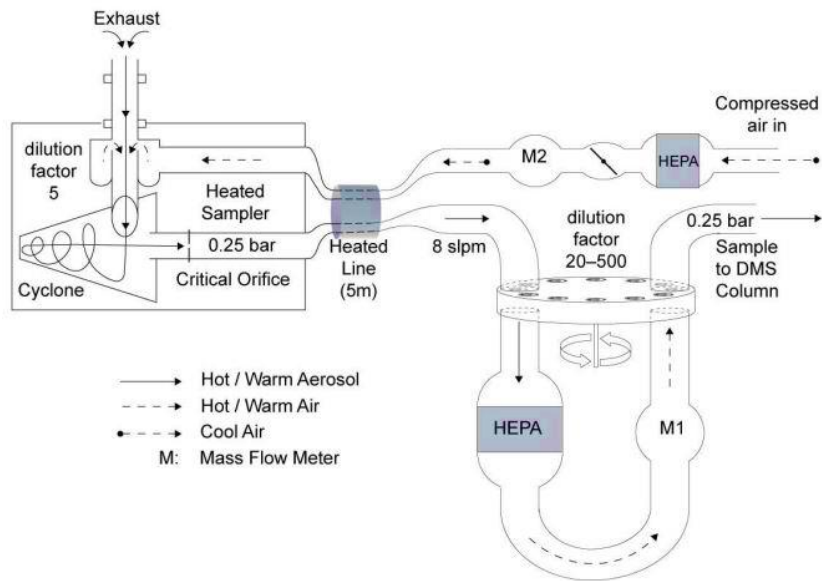 Exhaust
dilution
factor
5
Heated
Sampler
0.25 bar
Critical Orifice
Cyclone
Heated
Line
(5m)
8 slpm
M2
HEPA
Compressed
air in
dilution
factor
20–500
0.25 bar
Sample
to DMS
Column
HEPA
M1
Hot / Warm Aerosol
Hot / Warm Air
Cool Air
M: Mass Flow Meter